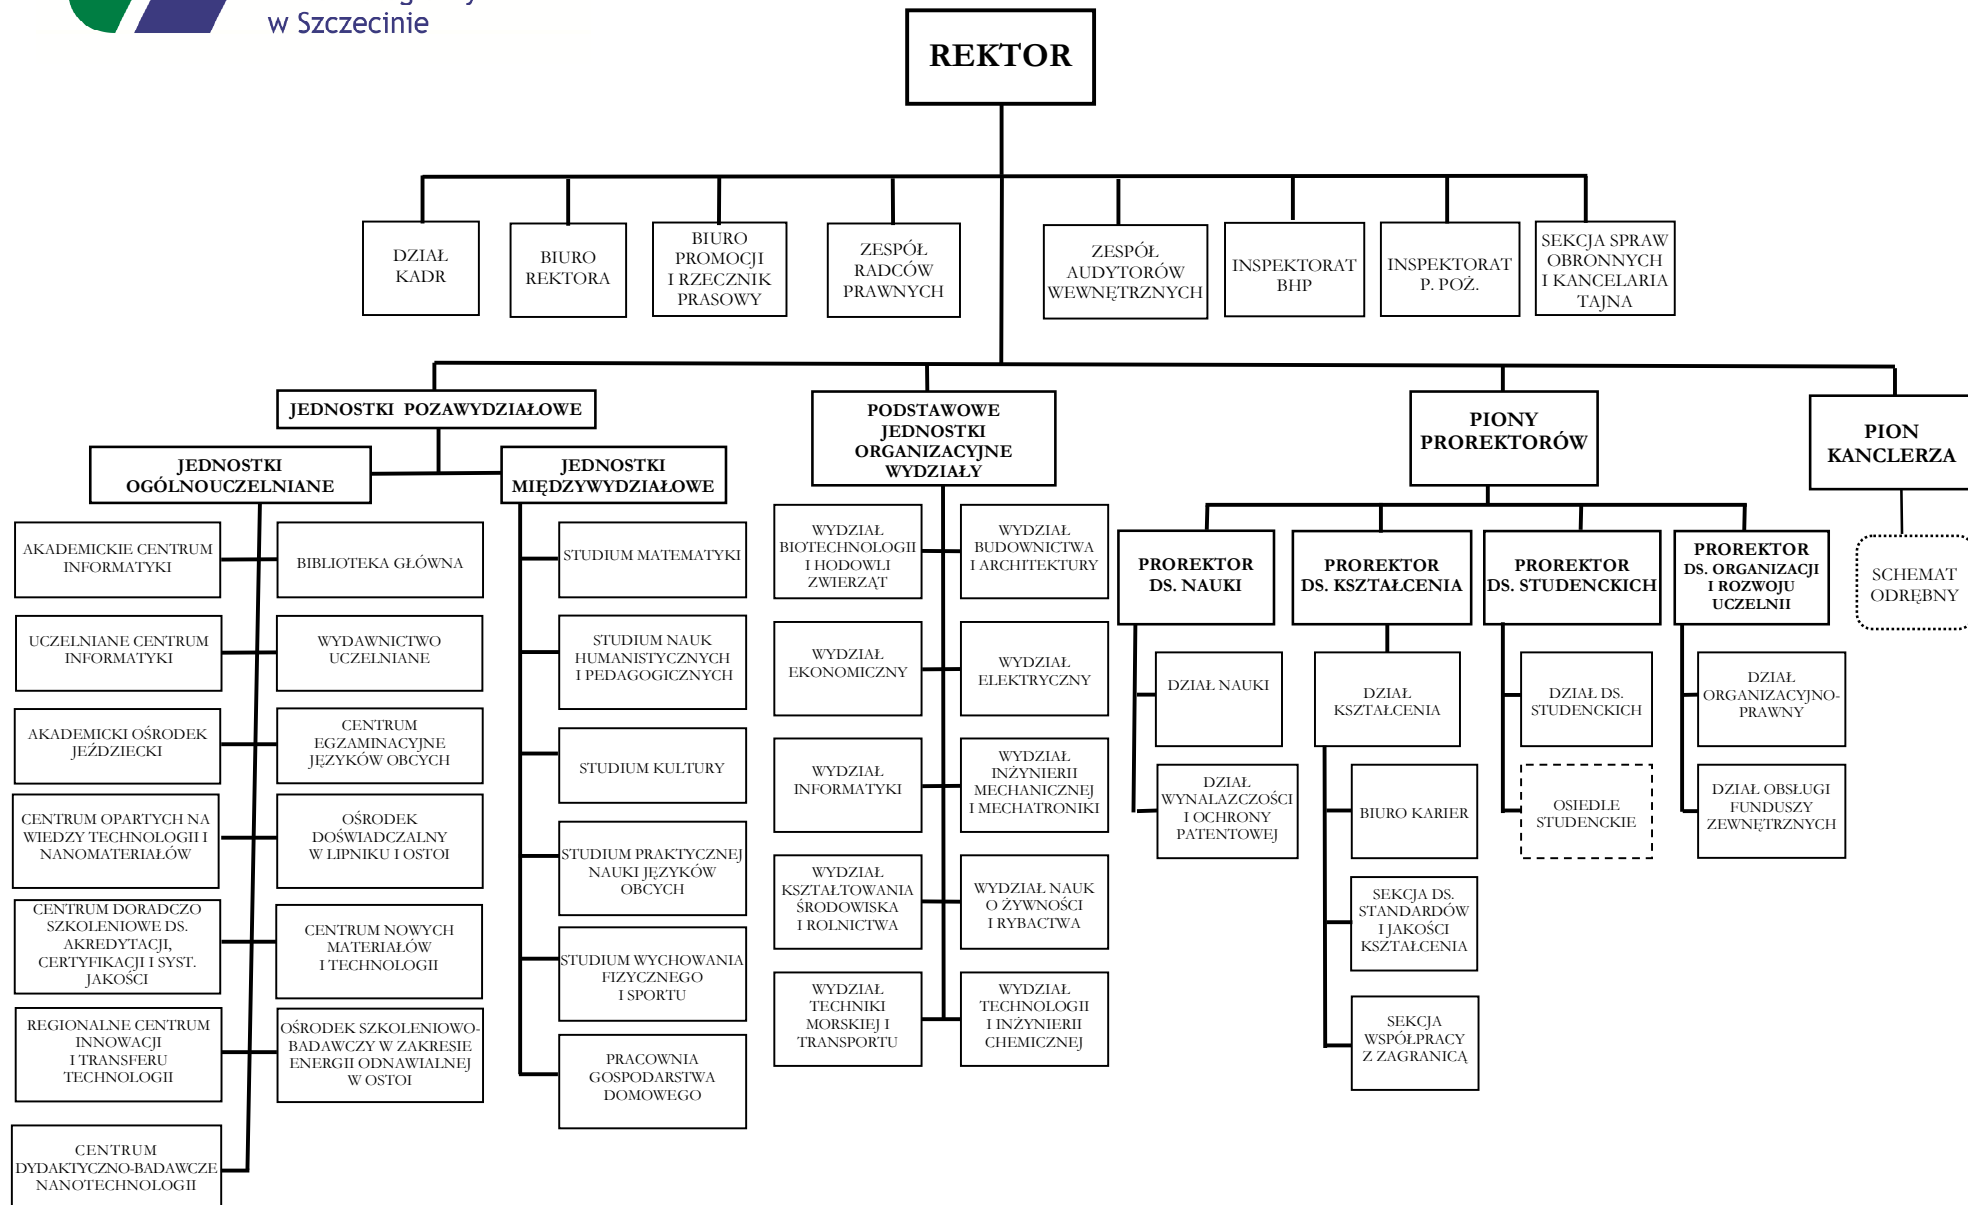 w Szczecinie
REKTOR
DZIAŁ
KADR
BIURO
REKTORA
BIURO
PROMOCJI
I RZECZNIK
PRASOWY
ZESPÓŁ
RADCÓW
PRAWNYCH
ZESPÓŁ
AUDYTORÓW
WEWNĘTRZNYCH
INSPEKTORAT
BHP
INSPEKTORAT
P. POŻ.
SEKCJA SPRAW
OBRONNYCH
I KANCELARIA
TAJNA
JEDNOSTKI POZAWYDZIAŁOWE
JEDNOSTKI
OGÓLNOUCZELNIANE
JEDNOSTKI
MIĘDZYWYDZIAŁOWE
PODSTAWOWE
JEDNOSTKI
ORGANIZACYJNE
WYDZIAŁY
PIONY
PROREKTORÓW
PION
KANCLERZA
AKADEMICKIE CENTRUM
INFORMATYKI
BIBLIOTEKA GŁÓWNA
UCZELNIANE CENTRUM
INFORMATYKI
WYDAWNICTWO
UCZELNIANE
AKADEMICKI OŚRODEK
JEŹDZIECKI
CENTRUM
EGZAMINACYJNE
JĘZYKÓW OBCYCH
CENTRUM OPARTYCH NA
WIEDZY TECHNOLOGII I
NANOMATERIAŁÓW
OŚRODEK
DOŚWIADCZALNY
W LIPNIKU I OSTOI
CENTRUM DORADCZO
SZKOLENIOWE DS.
AKREDYTACJI,
CERTYFIKACJI I SYST.
JAKOŚCI
CENTRUM NOWYCH
MATERIAŁÓW
I TECHNOLOGII
REGIONALNE CENTRUM
INNOWACJI
I TRANSFERU
TECHNOLOGII
OŚRODEK SZKOLENIOWO-
BADAWCZY W ZAKRESIE
ENERGII ODNAWIALNEJ
W OSTOI
CENTRUM
DYDAKTYCZNO-BADAWCZE
NANOTECHNOLOGII
STUDIUM MATEMATYKI
STUDIUM NAUK
HUMANISTYCZNYCH
I PEDAGOGICZNYCH
STUDIUM KULTURY
STUDIUM PRAKTYCZNEJ
NAUKI JĘZYKÓW
OBCYCH
STUDIUM WYCHOWANIA
FIZYCZNEGO
I SPORTU
PRACOWNIA
GOSPODARSTWA
DOMOWEGO
WYDZIAŁ
BIOTECHNOLOGII
I HODOWLI
ZWIERZĄT
WYDZIAŁ
BUDOWNICTWA
I ARCHITEKTURY
WYDZIAŁ
EKONOMICZNY
WYDZIAŁ
ELEKTRYCZNY
WYDZIAŁ
INFORMATYKI
WYDZIAŁ
INŻYNIERII
MECHANICZNEJ
I MECHATRONIKI
WYDZIAŁ
KSZTAŁTOWANIA
ŚRODOWISKA
I ROLNICTWA
WYDZIAŁ NAUK
O ŻYWNOŚCI
I RYBACTWA
WYDZIAŁ
TECHNIKI
MORSKIEJ I
TRANSPORTU
WYDZIAŁ
TECHNOLOGII
I INŻYNIERII
CHEMICZNEJ
PROREKTOR
DS. NAUKI
PROREKTOR
DS. KSZTAŁCENIA
PROREKTOR
DS. STUDENCKICH
PROREKTOR
DS. ORGANIZACJI
I ROZWOJU
UCZELNII
SCHEMAT
ODRĘBNY
DZIAŁ NAUKI
DZIAŁ
WYNALAZCZOŚCI
I OCHRONY
PATENTOWEJ
DZIAŁ
KSZTAŁCENIA
BIURO KARIER
SEKCJA DS.
STANDARDÓW
I JAKOŚCI
KSZTAŁCENIA
SEKCJA
WSPÓŁPRACY
Z ZAGRANICĄ
DZIAŁ DS.
STUDENCKICH
OSIEDLE
STUDENCKIE
DZIAŁ
ORGANIZACYJNO-
PRAWNY
DZIAŁ OBSŁUGI
FUNDUSZY
ZEWNĘTRZNYCH